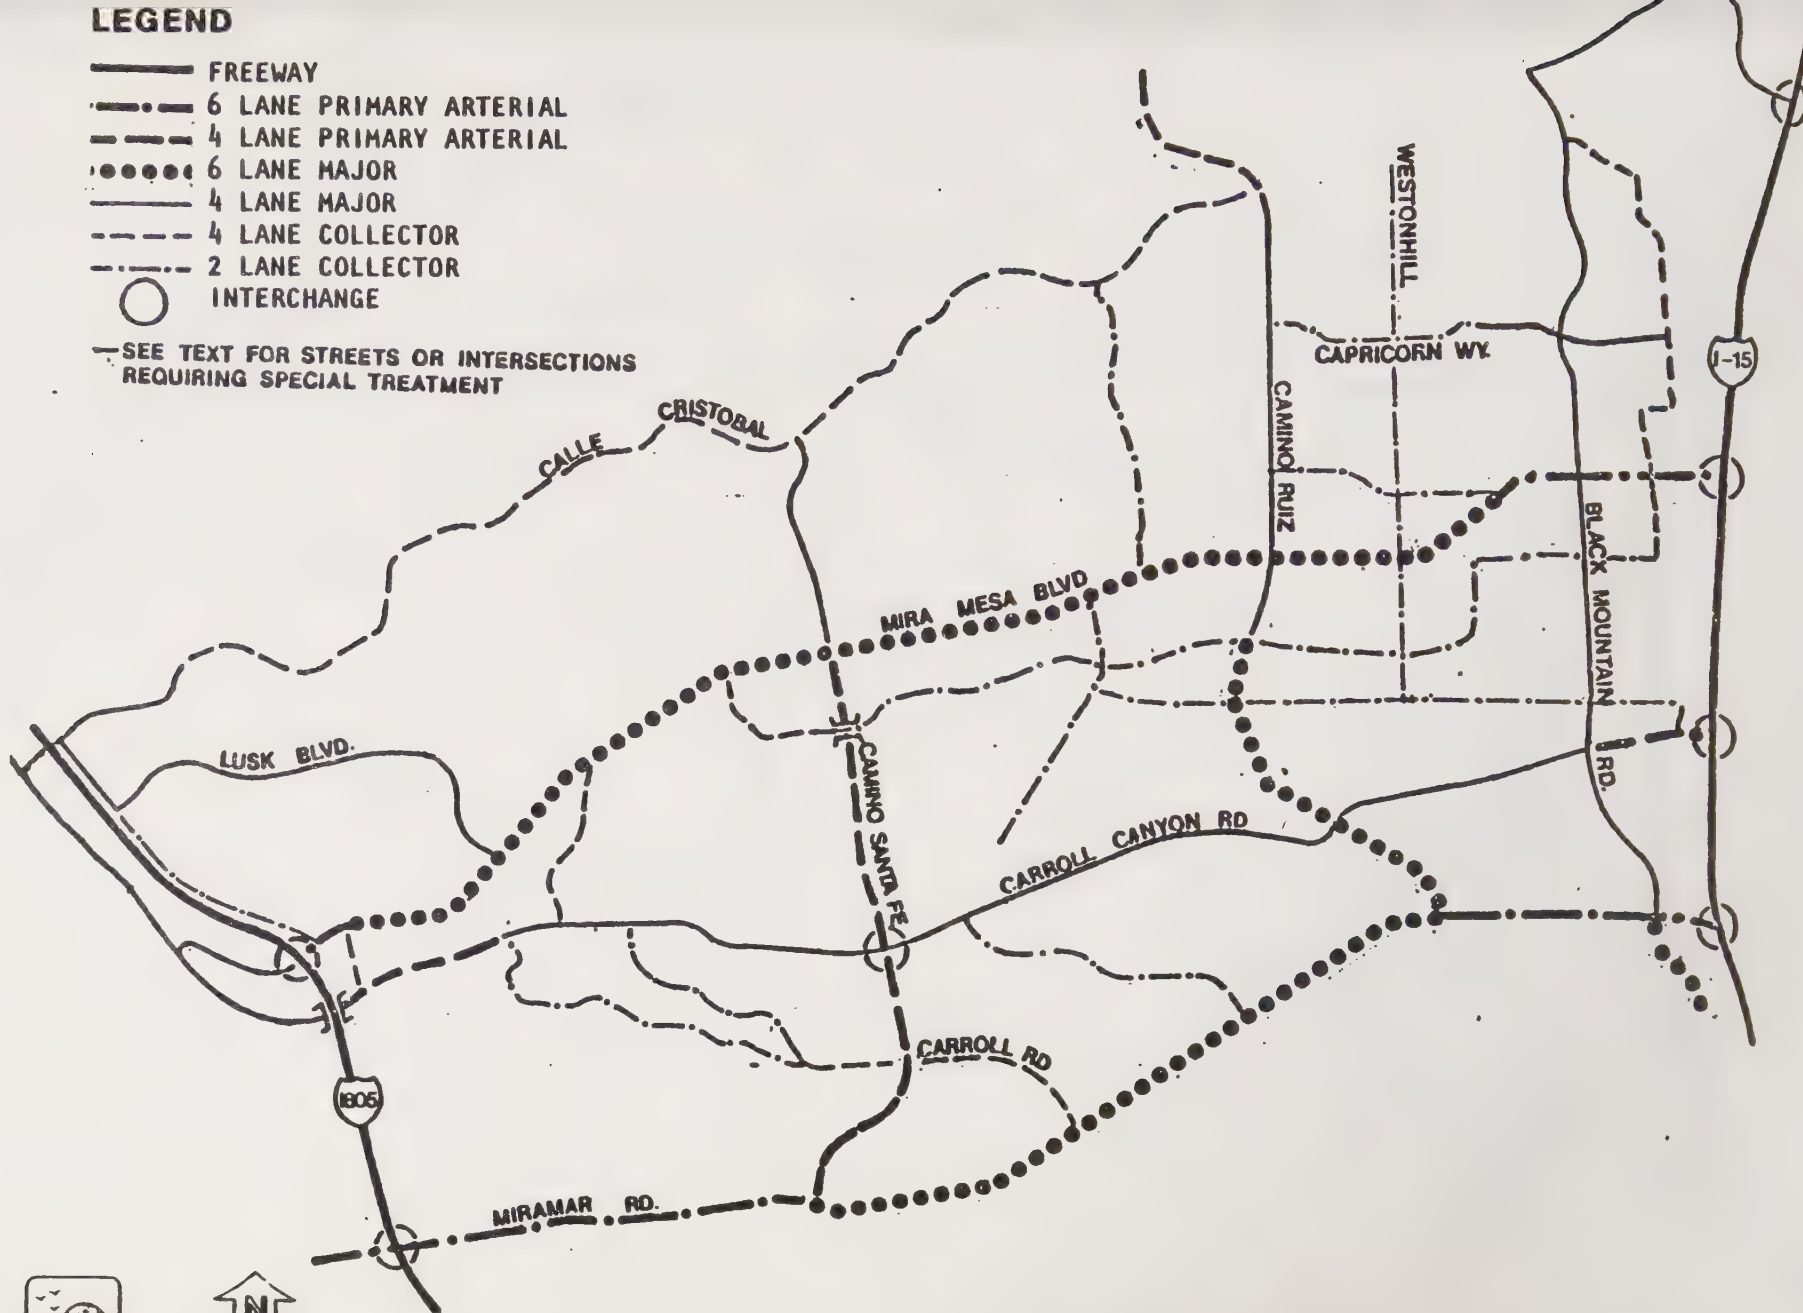 LEGEND
FREEWAY
6 LANE PRIMARY ARTERIAL
4 LANE PRIMARY ARTERIAL
6 LANE MAJOR
4 LANE MAJOR
4 LANE COLLECTOR
2 LANE COLLECTOR
INTERCHANGE
SEE TEXT FOR STREETS OR INTERSECTIONS
REQUIRING SPECIAL TREATMENT
WESTONHILL
CAPRICORN WY.
I-15
CALLE CRISTOBAL
CAMINO RUIZ
BLACK MOUNTAIN RD.
MIRA MESA BLVD
LUSK BLVD.
CAMINO SANTA FE
CARROLL CANYON RD
CARROLL RD
I805
MIRAMAR RD.
N